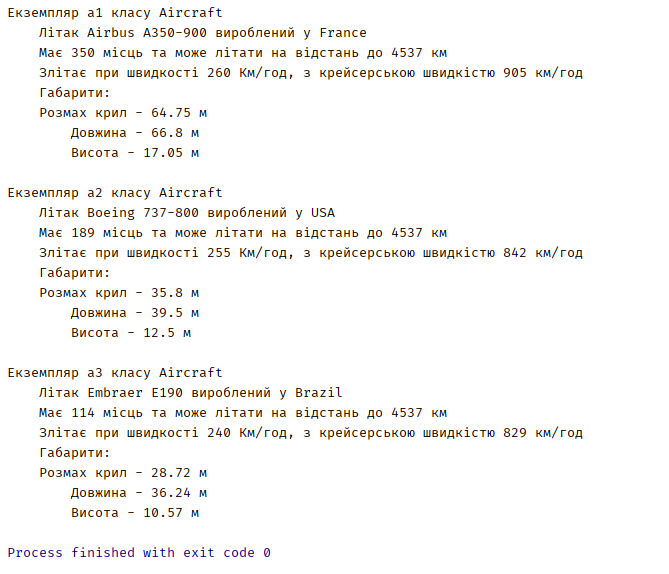 Екземпляр a1 класу Aircraft
Літак Airbus A350-900 вироблений у France
Має 350 місць та може літати на відстань до 4537 км
Злітає при швидкості 260 Км/год, з крейсерською швидкістю 905 км/год
Габарити:
Розмах крил - 64.75 м
Довжина - 66.8 м
Висота - 17.05 м
Екземпляр a2 класу Aircraft
Літак Boeing 737-800 вироблений у USA
Має 189 місць та може літати на відстань до 4537 км
Злітає при швидкості 255 Км/год, з крейсерською швидкістю 842 км/год
Габарити:
Розмах крил - 35.8 м
Довжина - 39.5 м
Висота - 12.5 м
Екземпляр a3 класу Aircraft
Літак Embraer E190 вироблений у Brazil
Має 114 місць та може літати на відстань до 4537 км
Злітає при швидкості 240 Км/год, з крейсерською швидкістю 829 км/год
Габарити:
Розмах крил - 28.72 м
Довжина - 36.24 м
Висота - 10.57 м
Process finished with exit code 0